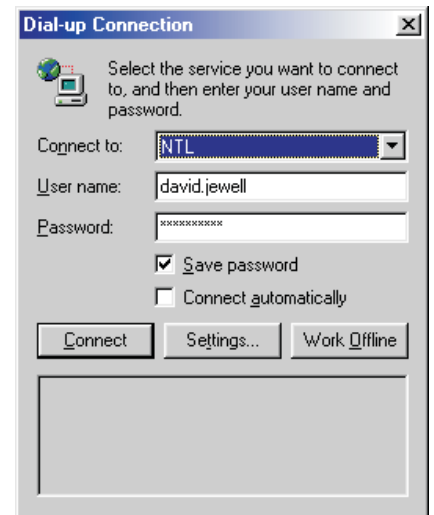 Dial-up Connection
Select the service you want to connect
to, and then enter your user name and
password.
Connect to: NTL
User name: david.jewell
Password: **********
Save password
Connect automatically
Connect Settings... Work Offline